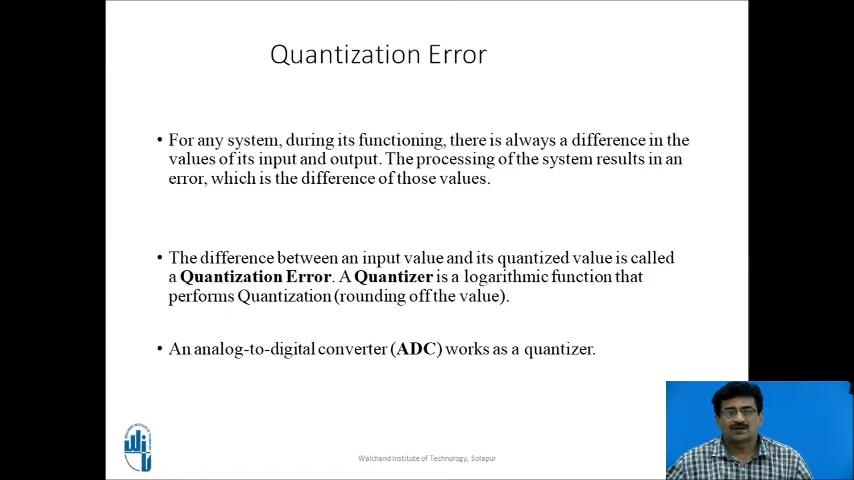 Quantization Error
• For any system, during its functioning, there is always a difference in the
values of its input and output. The processing of the system results in an
error, which is the difference of those values.
• The difference between an input value and its quantized value is called
a Quantization Error. A Quantizer is a logarithmic function that
performs Quantization (rounding off the value).
• An analog-to-digital converter (ADC) works as a quantizer.
Walchand Institute of Technology, Solapur